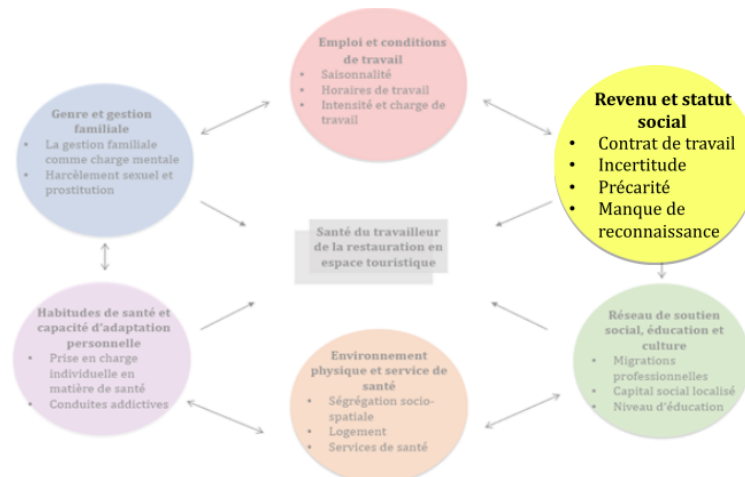 Emploi et conditions
de travail
• Saisonnalité
• Horaires de travail
• Intensité et charge de
travail
Genre et gestion
familiale
• La gestion familiale
comme charge mentale
• Harcèlement sexuel et
prostitution
Revenu et statut
social
• Contrat de travail
• Incertitude
• Précarité
• Manque de
reconnaissance
Santé du travailleur
de la restauration en
espace touristique
Habitudes de santé et
capacité d'adaptation
personnelle
• Prise en charge
individuelle en
matière de santé
• Conduites addictives
Environnement
physique et service de
santé
• Ségrégation socio-
spatiale
• Logement
• Services de santé
Réseau de soutien
social, éducation et
culture
• Migrations
professionnelles
• Capital social localisé
• Niveau d'éducation